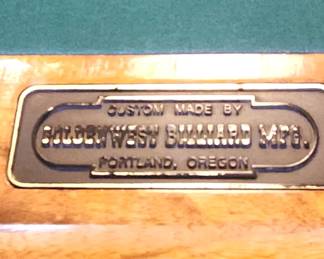 CUSTOM MADE BY
GOLDENWEST BILLIARD MFG.
PORTLAND, OREGON